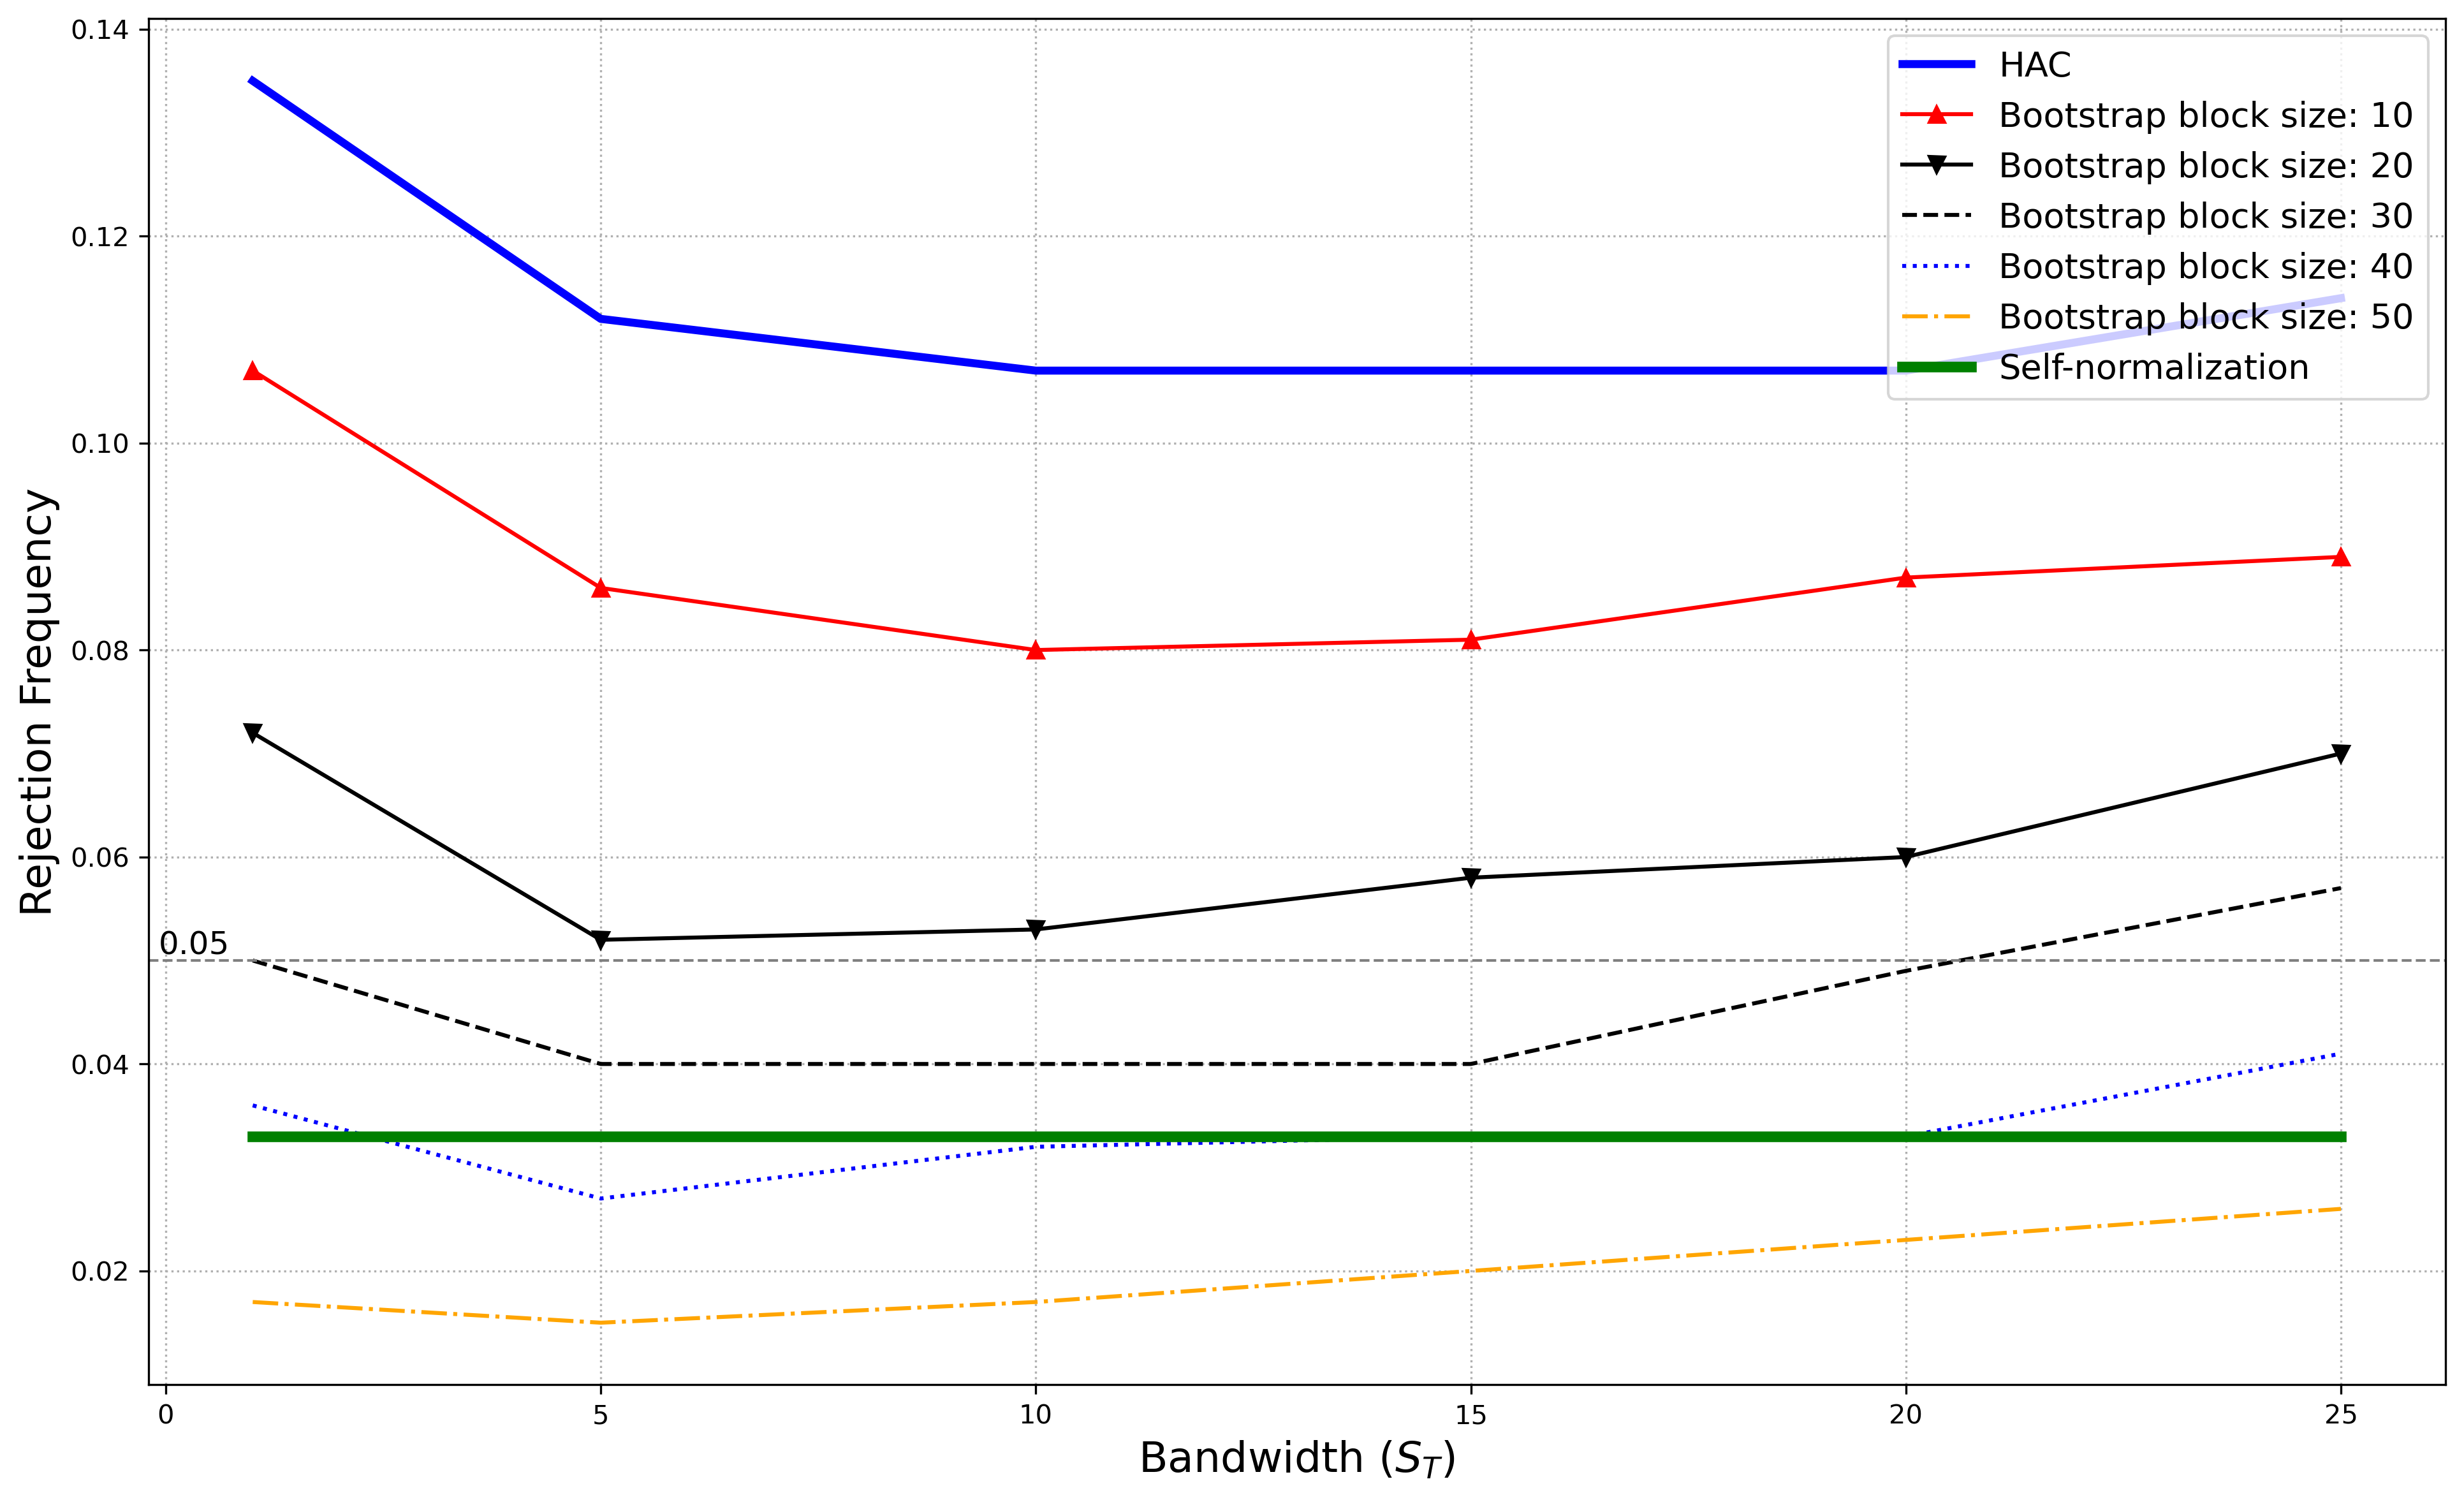 0.14
0.12
0.10
0.08
0.06
0.04
0.02
Rejection Frequency
0.05
HAC
Bootstrap block size: 10
Bootstrap block size: 20
Bootstrap block size: 30
Bootstrap block size: 40
Bootstrap block size: 50
Self-normalization
0 5 10 15 20 25
Bandwidth (S_T)